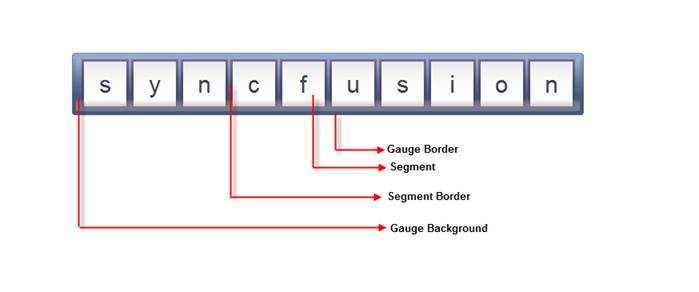 s y n c f u s i o n
Gauge Border
Segment
Segment Border
Gauge Background